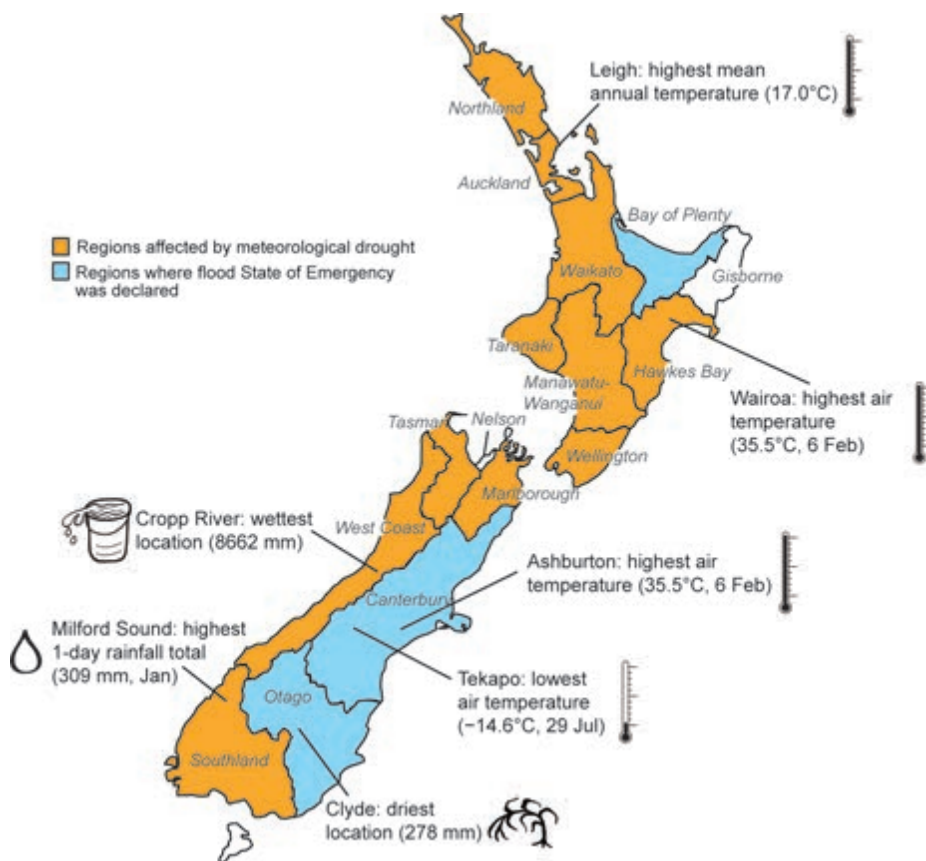 Leigh: highest mean
annual temperature (17.0°C)
Northland
Auckland
Bay of Plenty
Regions affected by meteorological drought
Regions where flood State of Emergency
was declared
Waikato
Gisborne
Taranaki
Hawkes Bay
Manawatu-
Wanganui
Wairoa: highest air
temperature
(35.5°C, 6 Feb)
Tasman
Nelson
Wellington
Marlborough
Cropp River: wettest
location (8662 mm)
West Coast
Ashburton: highest air
temperature (35.5°C, 6 Feb)
Canterbury
Milford Sound: highest
1-day rainfall total
(309 mm, Jan)
Tekapo: lowest
air temperature
(−14.6°C, 29 Jul)
Otago
Southland
Clyde: driest
location (278 mm)